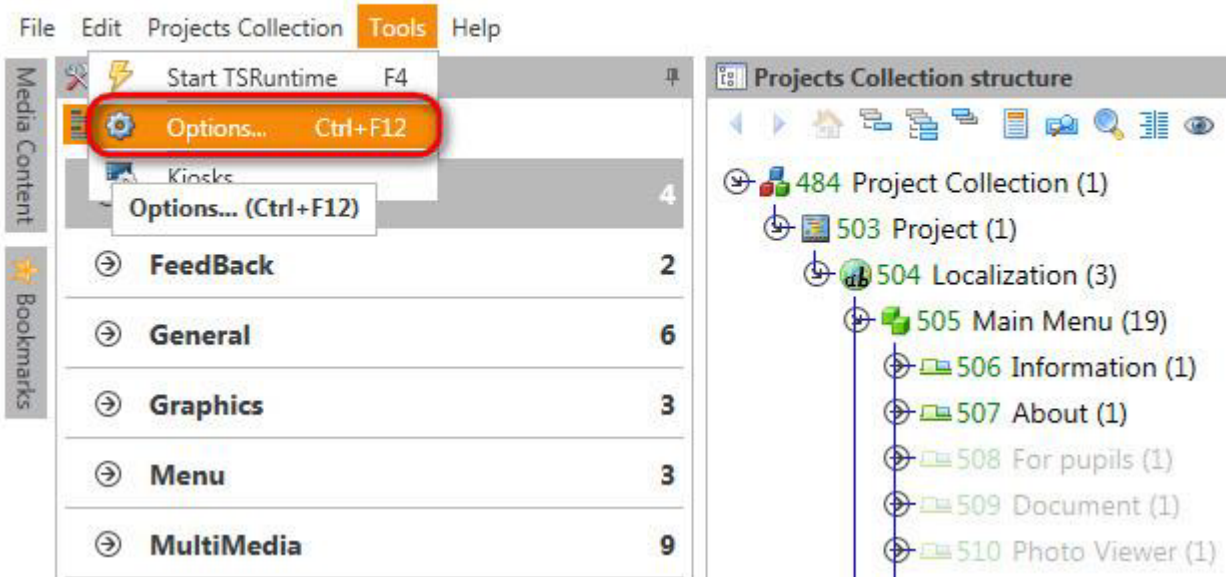 File Edit Projects Collection Tools Help
Media Content
Bookmarks
Start TSRuntime F4
Options... Ctrl+F12
Kiosks
Options... (Ctrl+F12)
4
FeedBack 2
General 6
Graphics 3
Menu 3
MultiMedia 9
Projects Collection structure
484 Project Collection (1)
503 Project (1)
ab 504 Localization (3)
505 Main Menu (19)
506 Information (1)
507 About (1)
508 For pupils (1)
509 Document (1)
510 Photo Viewer (1)